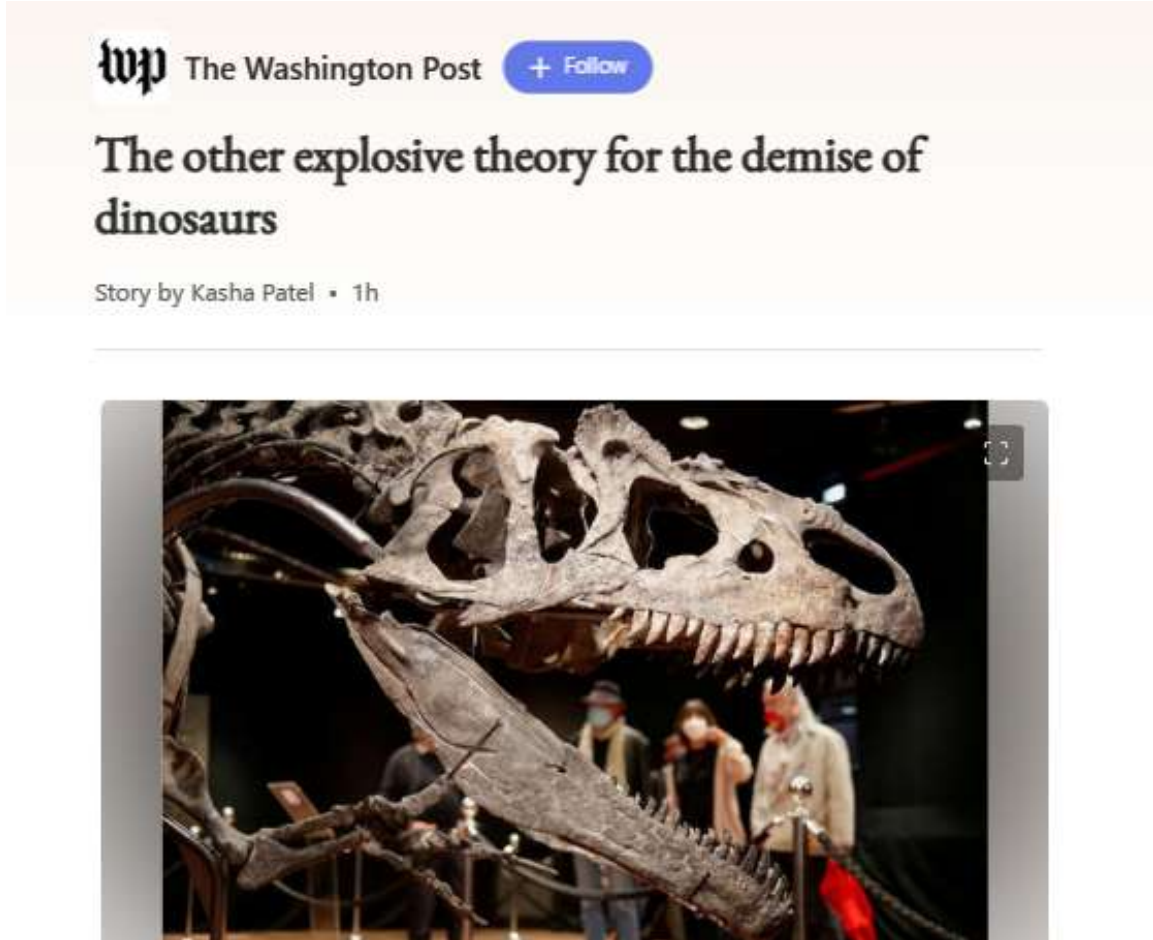 wp The Washington Post + Follow
The other explosive theory for the demise of
dinosaurs
Story by Kasha Patel ▪ 1h